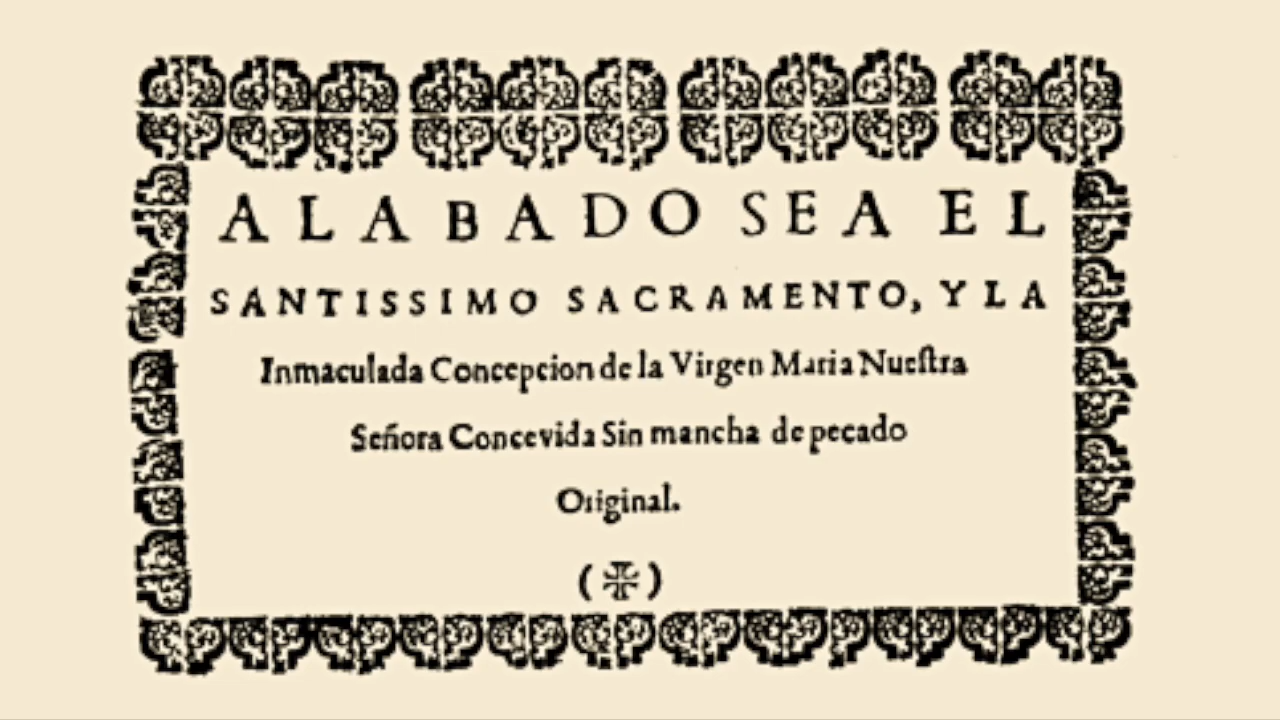 ALABADO SEA EL
SANTISSIMO SACRAMENTO, Y LA
Inmaculada Concepcion de la Virgen Maria Nueſtra
Señora Concevida Sin mancha de pecado
Original.
(✠)